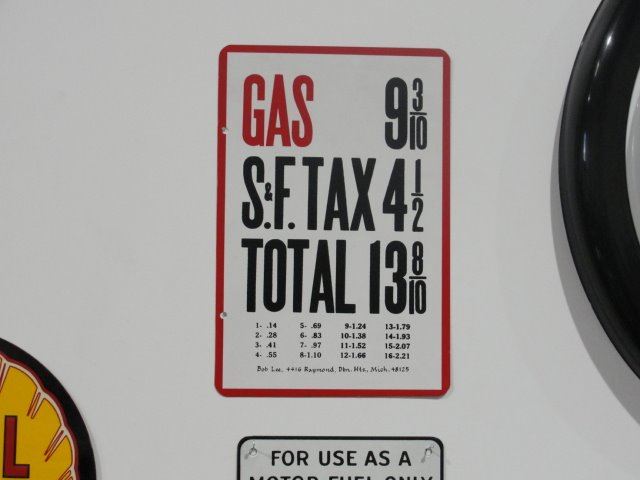 GAS 9 3/10
S.&F. TAX 4 1/2
TOTAL 13 8/10
1- .14 5- .69 9-1.24 13-1.79
2- .28 6- .83 10-1.38 14-1.93
3- .41 7- .97 11-1.52 15-2.07
4- .55 8-1.10 12-1.66 16-2.21
Bob Lee, 4416 Raymond, Dbn. Hts., Mich. 48125
L
FOR USE AS A
MOTOR FUEL ONLY